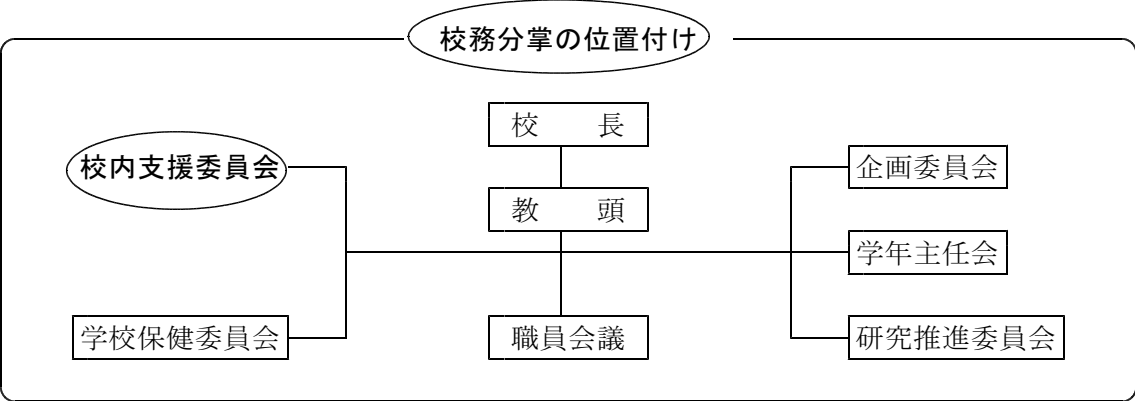 校務分掌の位置付け
校　　長
校内支援委員会
企画委員会
教　　頭
学年主任会
学校保健委員会
職員会議
研究推進委員会